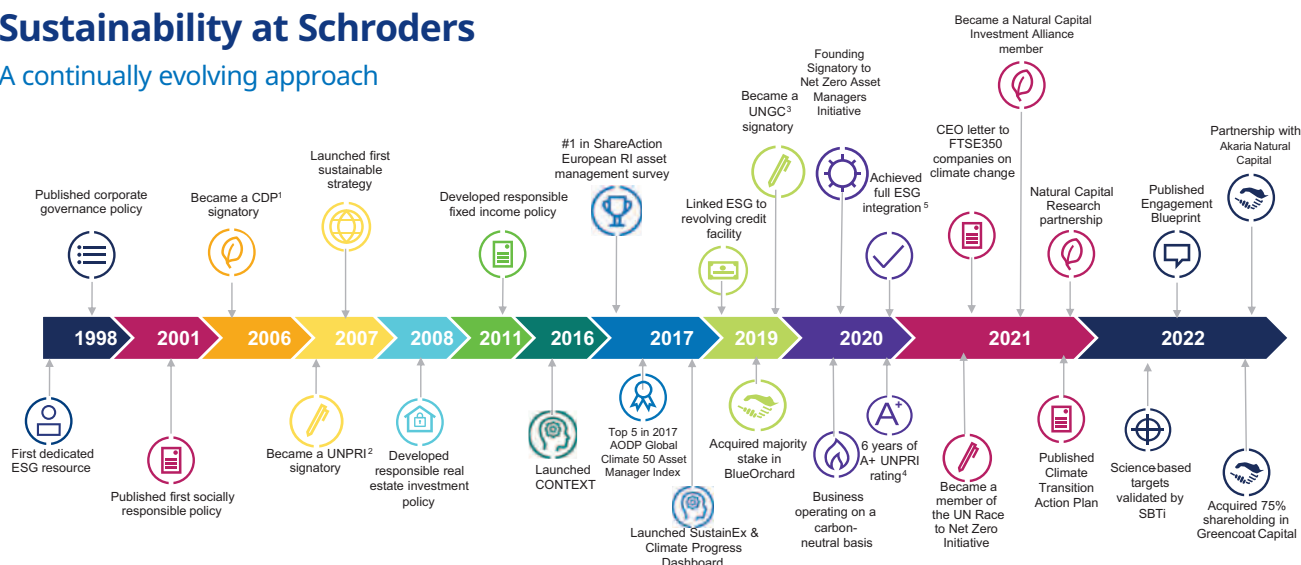 Sustainability at Schroders
A continually evolving approach
Published corporate
governance policy
Became a CDP¹
signatory
Launched first
sustainable
strategy
Developed responsible
fixed income policy
#1 in ShareAction
European RI asset
management survey
Linked ESG to
revolving credit
facility
Became a
UNGC³
signatory
Founding
Signatory to
Net Zero Asset
Managers
Initiative
Achieved
full ESG
integration ⁵
CEO letter to
FTSE350
companies on
climate change
Became a Natural Capital
Investment Alliance
member
Natural Capital
Research
partnership
Published
Engagement
Blueprint
Partnership with
Akaria Natural
Capital
1998
2001
2006
2007
2008
2011
2016
2017
2019
2020
2021
2022
First dedicated
ESG resource
Published first socially
responsible policy
Became a UNPRI²
signatory
Developed
responsible real
estate investment
policy
Launched
CONTEXT
Top 5 in 2017
AODP Global
Climate 50 Asset
Manager Index
Launched SustainEx &
Climate Progress
Dashboard
Acquired majority
stake in
BlueOrchard
Business
operating on a
carbon-
neutral basis
A+
6 years of
A+ UNPRI
rating⁴
Became a
member of
the UN Race
to Net Zero
Initiative
Published
Climate
Transition
Action Plan
Science based
targets
validated by
SBTi
Acquired 75%
shareholding in
Greencoat Capital